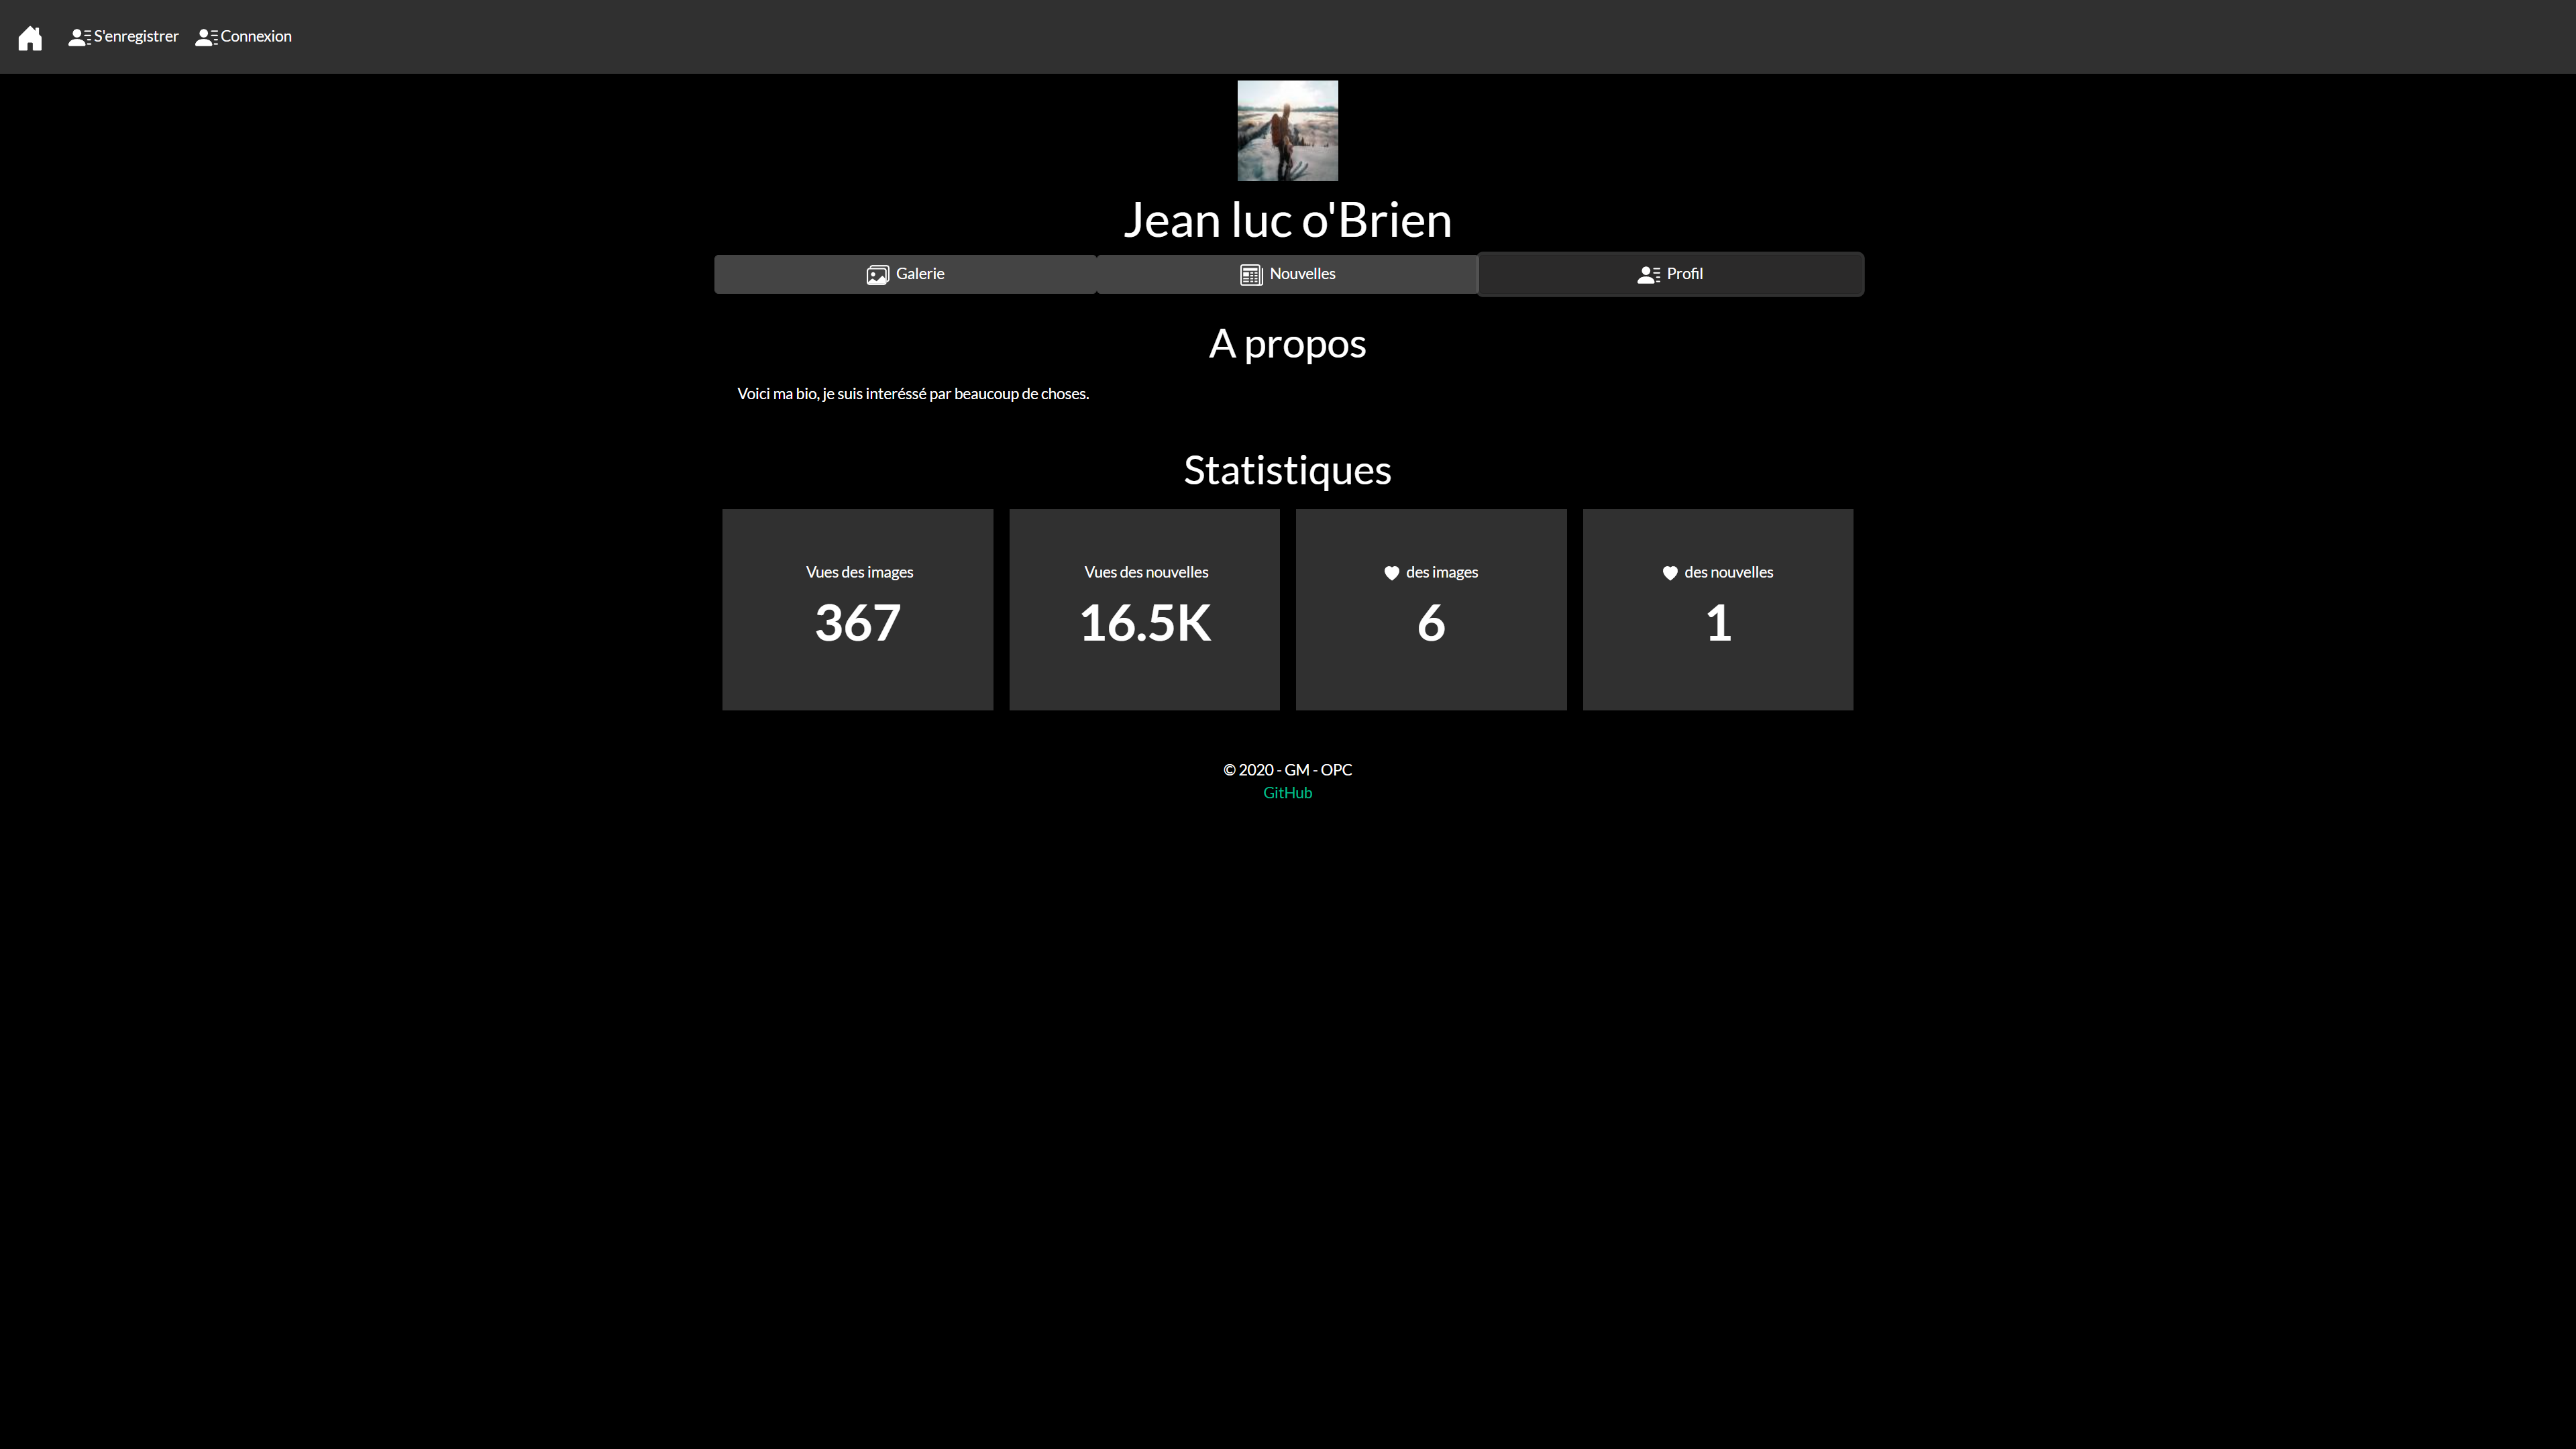 S'enregistrer Connexion
Jean luc o'Brien
Galerie Nouvelles Profil
A propos
Voici ma bio, je suis interéssé par beaucoup de choses.
Statistiques
Vues des images Vues des nouvelles des images des nouvelles
367 16.5K 6 1
© 2020 - GM - OPC
GitHub